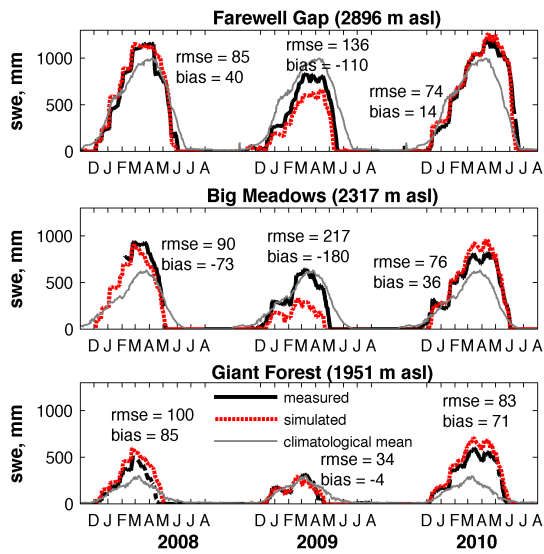 Farewell Gap (2896 m asl)
swe, mm
1000
500
0
rmse = 85
bias = 40
rmse = 136
bias = -110
rmse = 74
bias = 14
D J F M A M J J A D J F M A M J J A D J F M A M J J A
Big Meadows (2317 m asl)
swe, mm
1000
500
0
rmse = 90
bias = -73
rmse = 217
bias = -180
rmse = 76
bias = 36
D J F M A M J J A D J F M A M J J A D J F M A M J J A
Giant Forest (1951 m asl)
swe, mm
1000
500
0
rmse = 100
bias = 85
measured
simulated
climatological mean
rmse = 34
bias = -4
rmse = 83
bias = 71
D J F M A M J J A D J F M A M J J A D J F M A M J J A
2008 2009 2010